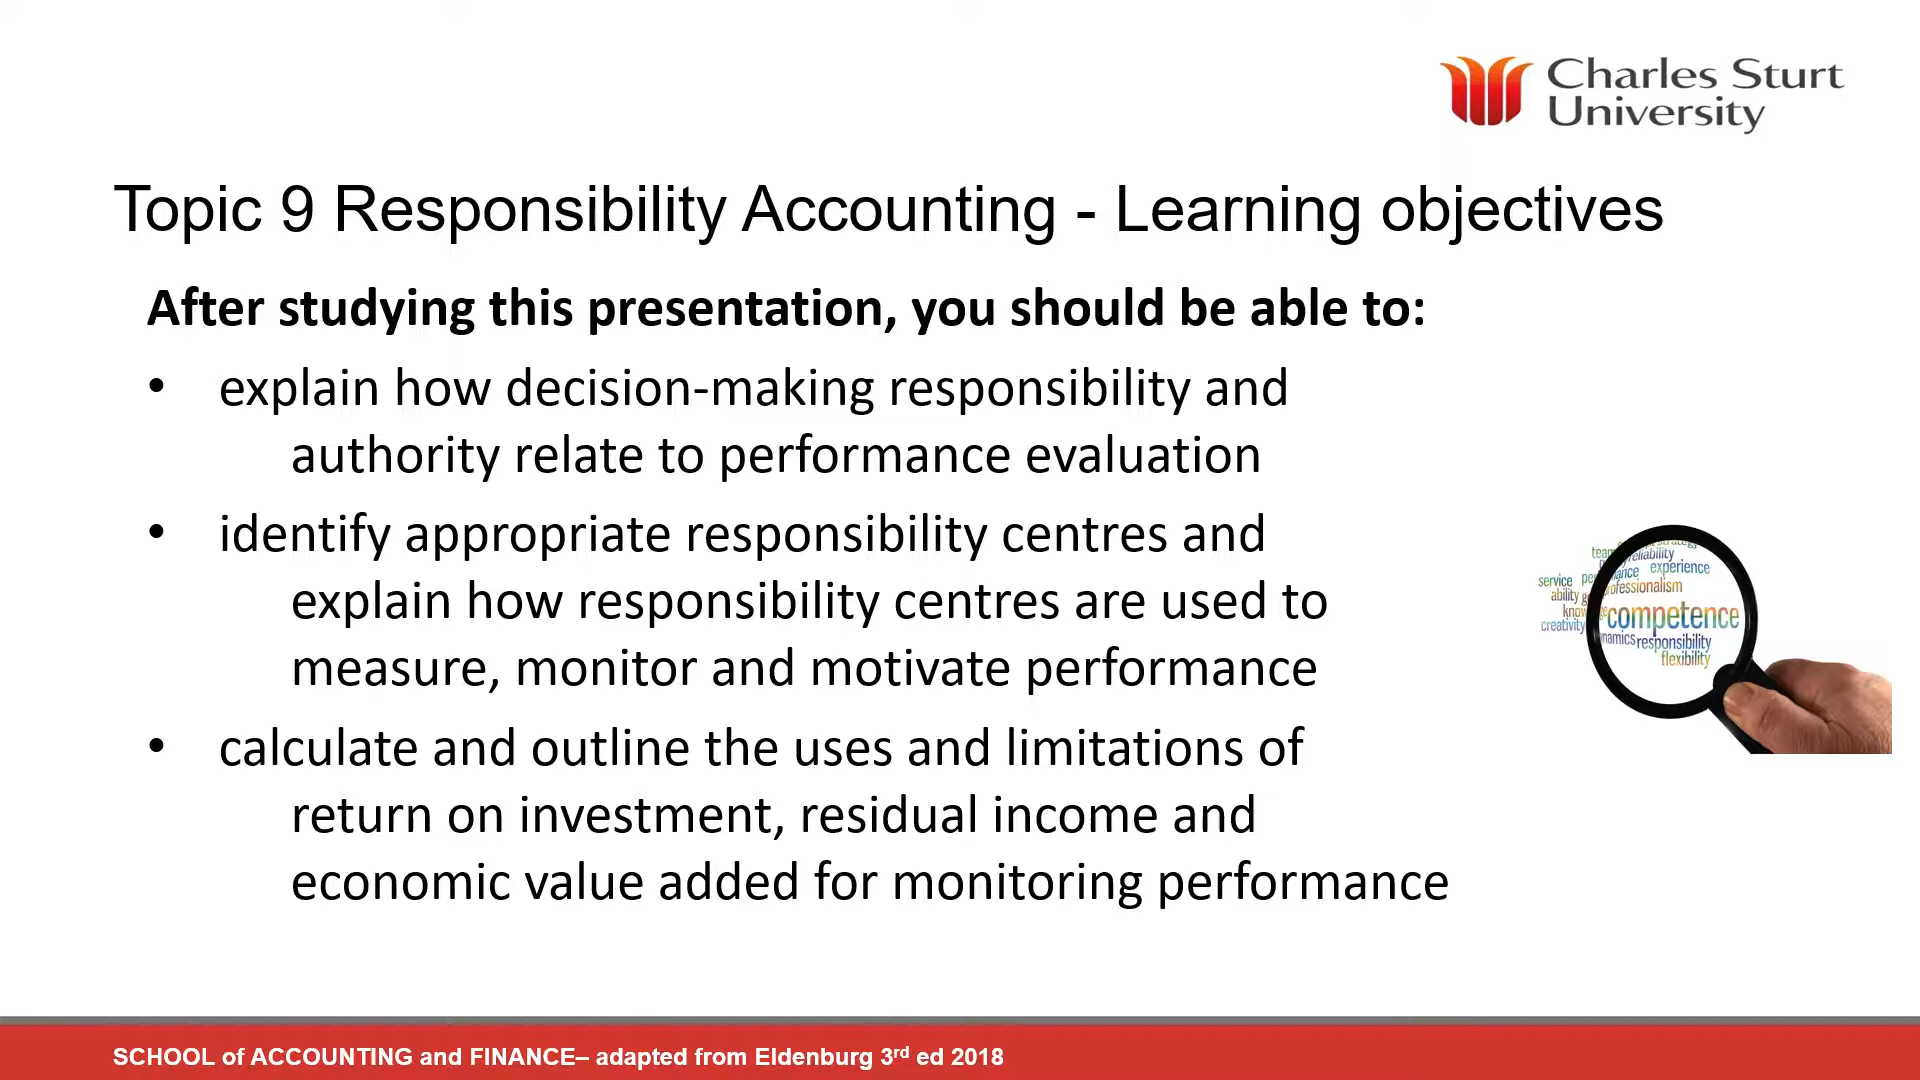 Charles Sturt
University
Topic 9 Responsibility Accounting - Learning objectives
After studying this presentation, you should be able to:
• explain how decision-making responsibility and
authority relate to performance evaluation
• identify appropriate responsibility centres and
explain how responsibility centres are used to
measure, monitor and motivate performance
• calculate and outline the uses and limitations of
return on investment, residual income and
economic value added for monitoring performance
reliability
experience
service
professionalism
ability
competence
creativity
responsibility
flexibility
SCHOOL of ACCOUNTING and FINANCE– adapted from Eldenburg 3rd ed 2018